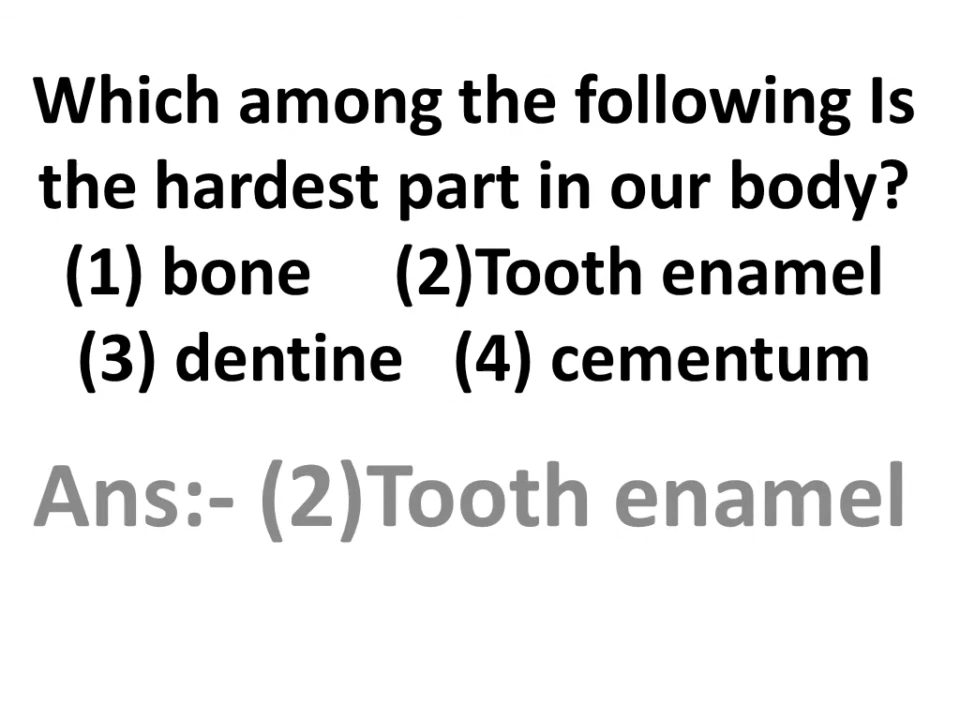 Which among the following Is
the hardest part in our body?
(1) bone (2)Tooth enamel
(3) dentine (4) cementum
Ans:- (2)Tooth enamel